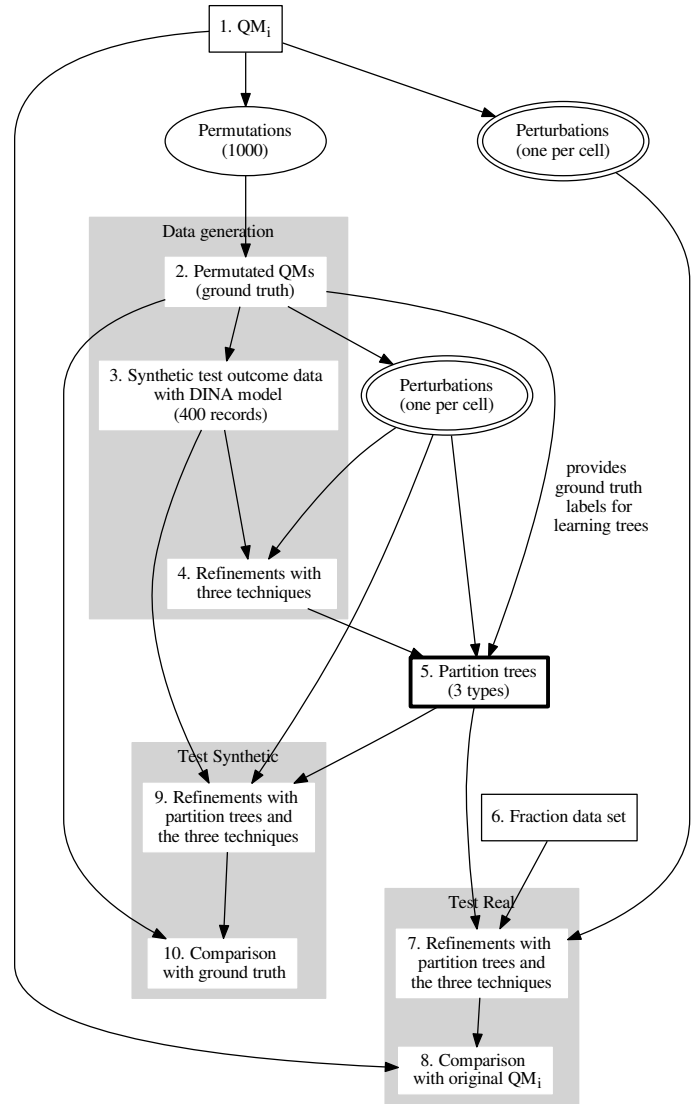 1. QMi
Permutations
(1000)
Perturbations
(one per cell)
Data generation
2. Permutated QMs
(ground truth)
3. Synthetic test outcome data
with DINA model
(400 records)
Perturbations
(one per cell)
provides
ground truth
labels for
learning trees
4. Refinements with
three techniques
5. Partition trees
(3 types)
Test Synthetic
9. Refinements with
partition trees and
the three techniques
6. Fraction data set
Test Real
7. Refinements with
partition trees and
the three techniques
10. Comparison
with ground truth
8. Comparison
with original QMi